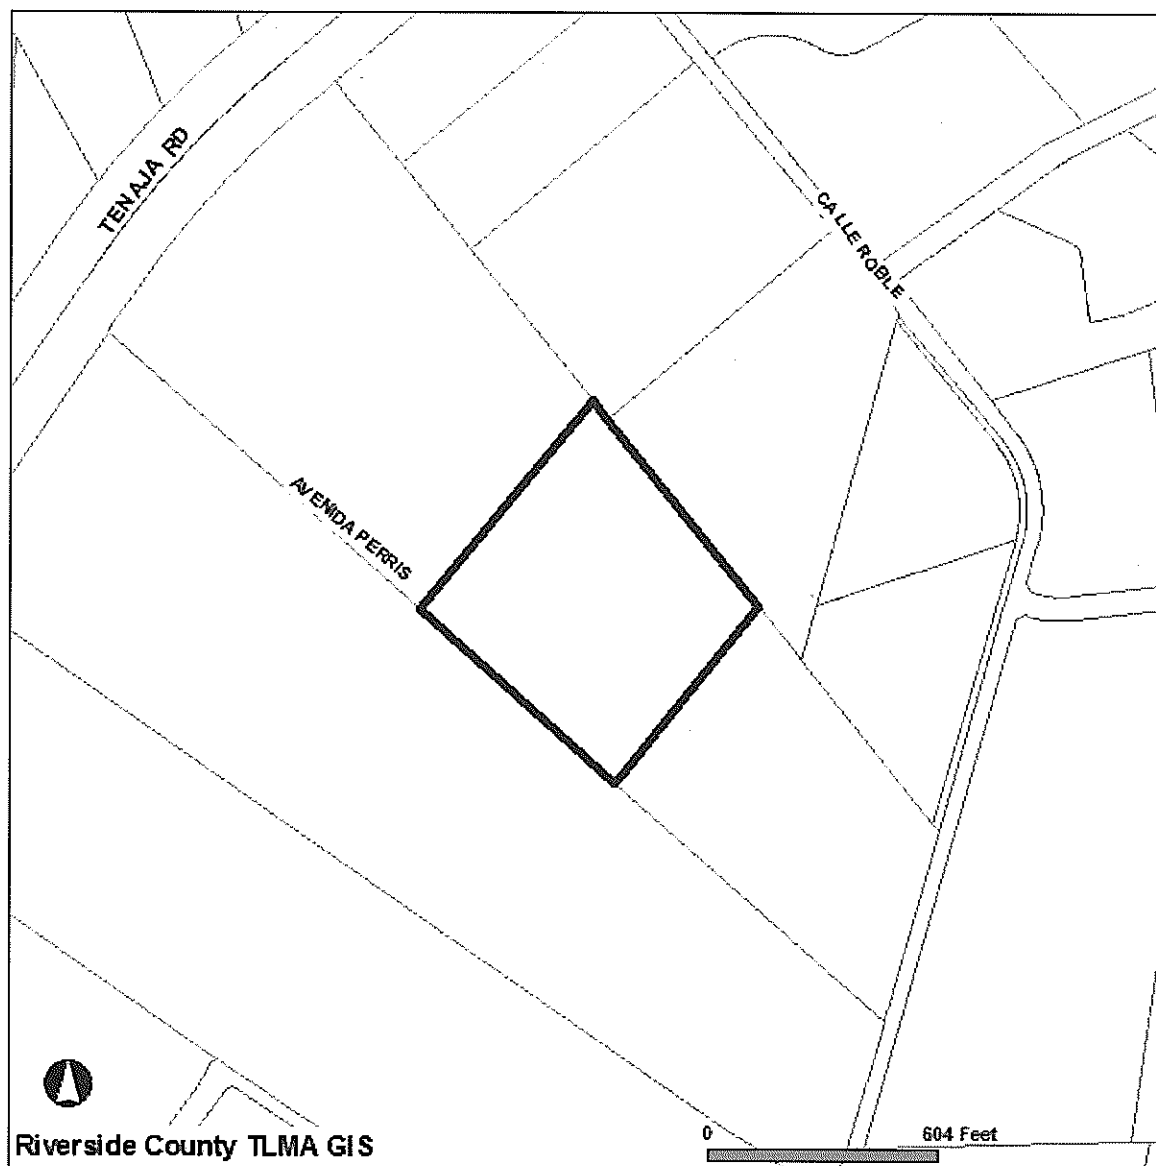 TENAJA RD
CALLE ROBLE
AVENIDA PERRIS
Riverside County TLMA GIS
0
604 Feet